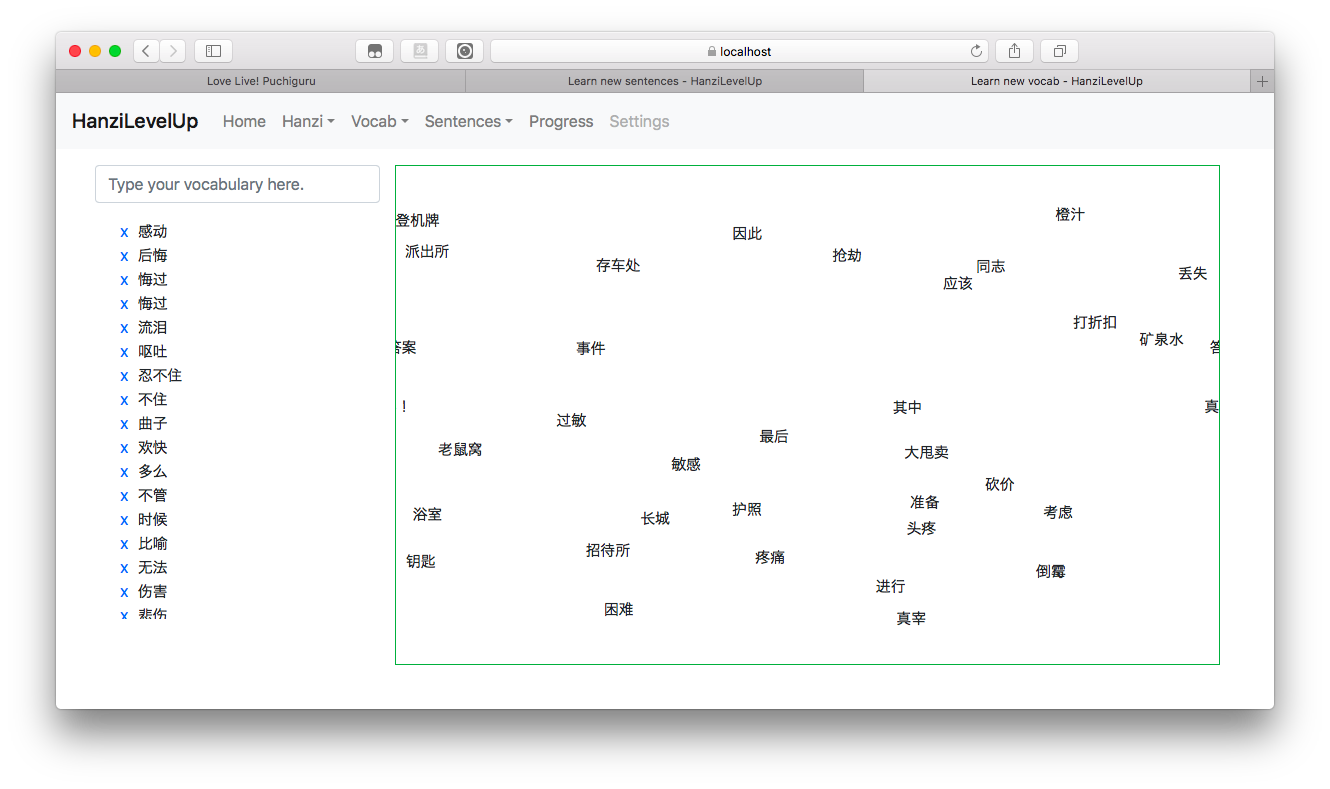 localhost
Love Live! Puchiguru
Learn new sentences - HanziLevelUp
Learn new vocab - HanziLevelUp
HanziLevelUp Home Hanzi Vocab Sentences Progress Settings
Type your vocabulary here.
x 感动
x 后悔
x 悔过
x 悔过
x 流泪
x 呕吐
x 忍不住
x 不住
x 曲子
x 欢快
x 多么
x 不管
x 时候
x 比喻
x 无法
x 伤害
x 悲伤
橙汁
登机牌
因此
派出所
抢劫
存车处
同志
丢失
应该
打折扣
矿泉水
答案
事件
答
!
其中
真
过敏
最后
老鼠窝
大甩卖
敏感
砍价
准备
护照
考虑
浴室
长城
头疼
招待所
疼痛
钥匙
倒霉
进行
困难
真宰